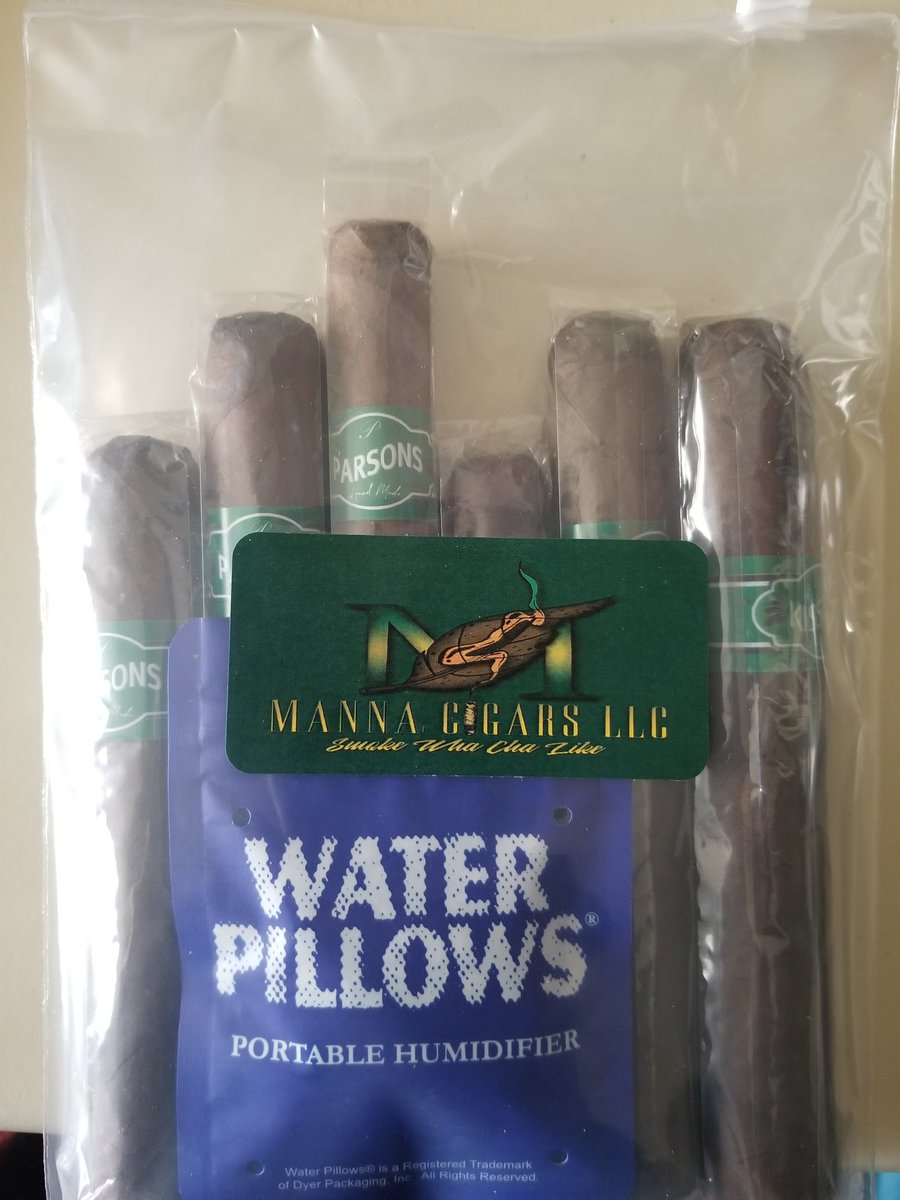 P
PARSONS
Hand Made
P
SONS
MANNA CIGARS LLC
Smoke Wha Cha Like
WATER
PILLOWS®
PORTABLE HUMIDIFIER
Water Pillows® is a Registered Trademark
of Dyer Packaging, Inc. All Rights Reserved.